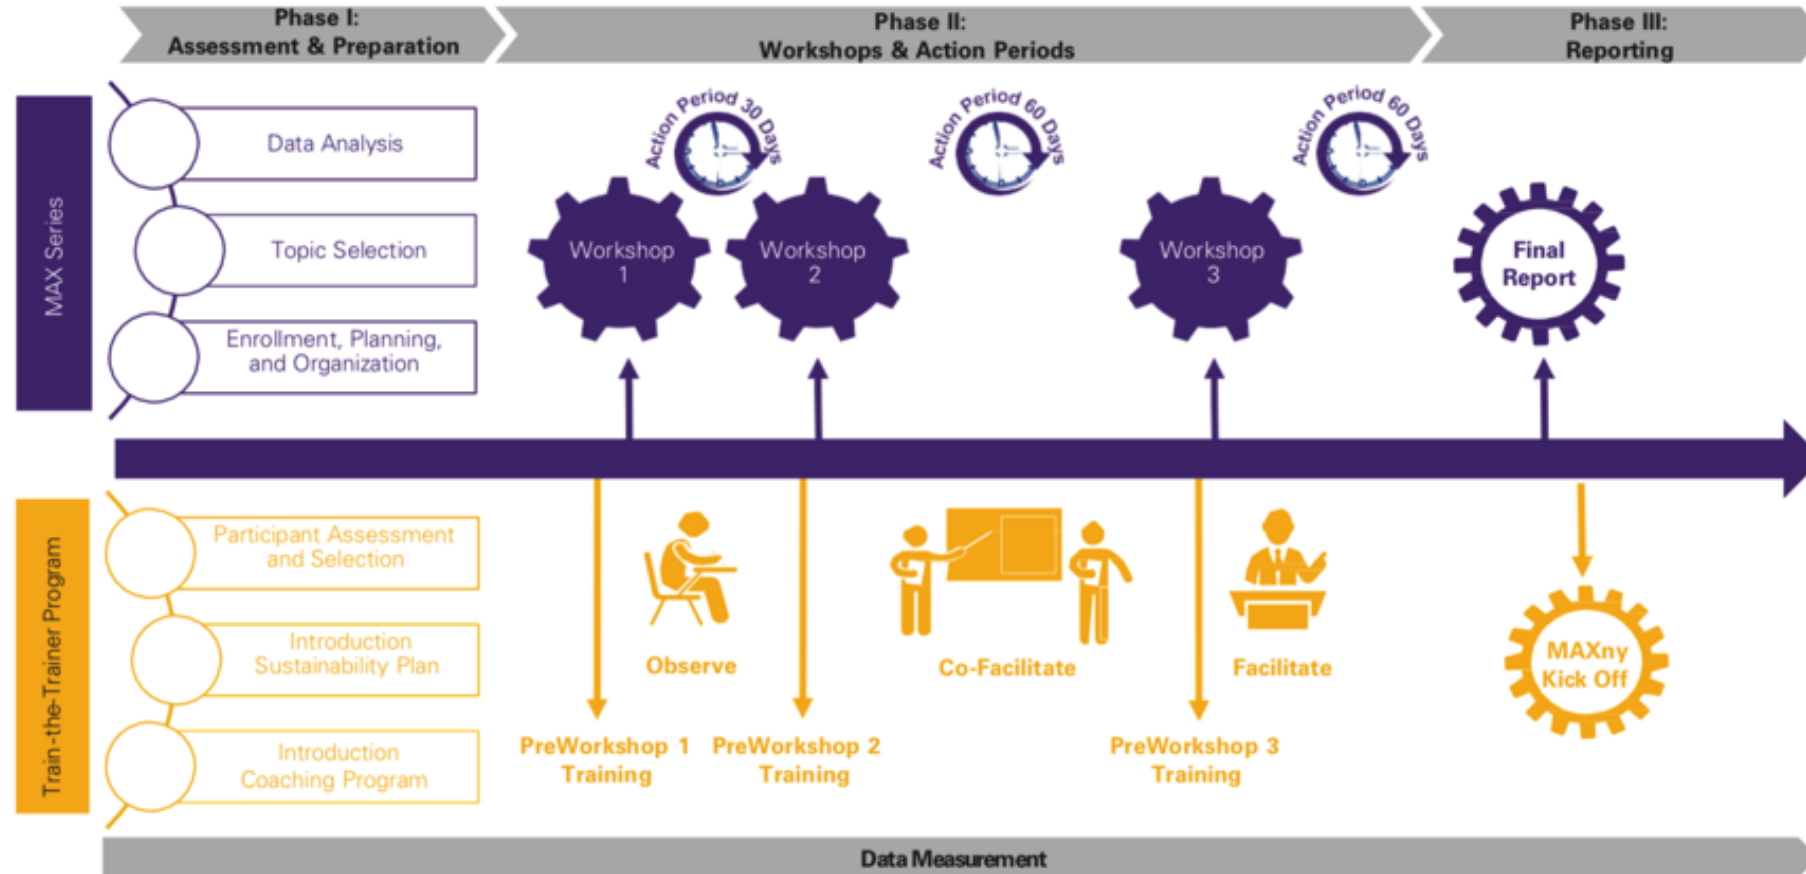 Phase I:
Assessment & Preparation
Phase II:
Workshops & Action Periods
Phase III:
Reporting
MAX Series
Data Analysis
Topic Selection
Enrollment, Planning,
and Organization
Action Period 30 Days
Action Period 60 Days
Action Period 60 Days
Workshop
1
Workshop
2
Workshop
3
Final
Report
Train-the-Trainer Program
Participant Assessment
and Selection
Introduction
Sustainability Plan
Introduction
Coaching Program
Observe
Co-Facilitate
Facilitate
PreWorkshop 1
Training
PreWorkshop 2
Training
PreWorkshop 3
Training
MAXny
Kick Off
Data Measurement